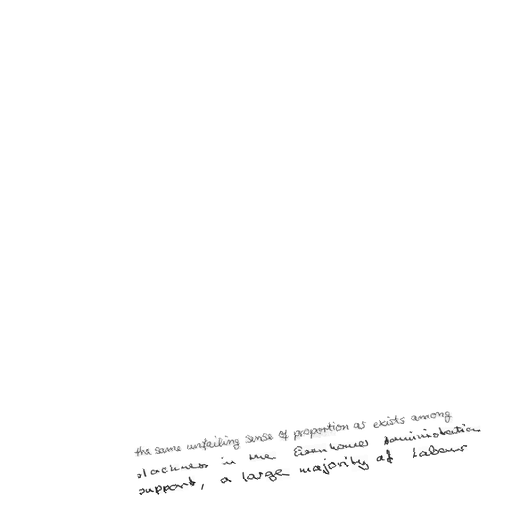 the same unfailing sense of proportion as exists among
slackness in the Eisenhower administration
support, a large majority of Labour